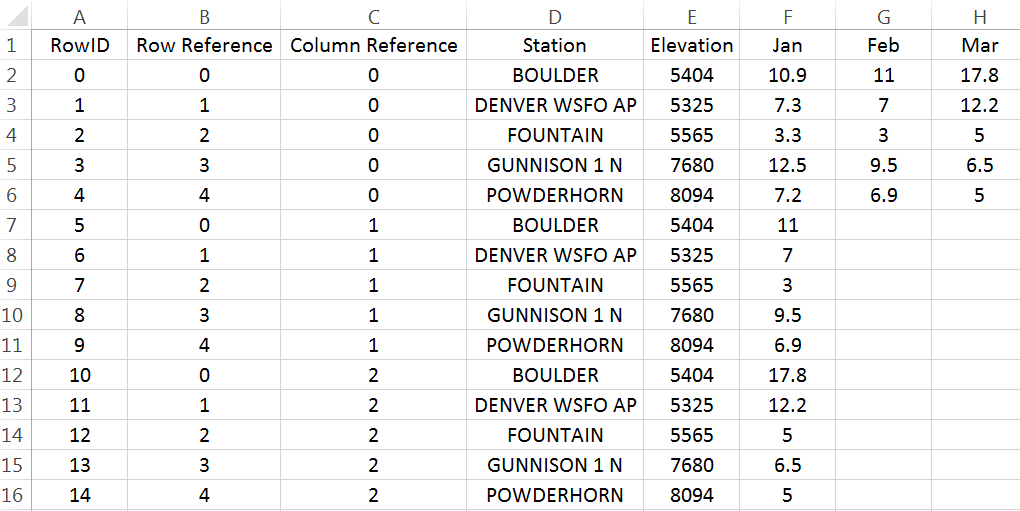 A B C D E F G H
1 RowID Row Reference Column Reference Station Elevation Jan Feb Mar
2 0 0 0 BOULDER 5404 10.9 11 17.8
3 1 1 0 DENVER WSFO AP 5325 7.3 7 12.2
4 2 2 0 FOUNTAIN 5565 3.3 3 5
5 3 3 0 GUNNISON 1 N 7680 12.5 9.5 6.5
6 4 4 0 POWDERHORN 8094 7.2 6.9 5
7 5 0 1 BOULDER 5404 11
8 6 1 1 DENVER WSFO AP 5325 7
9 7 2 1 FOUNTAIN 5565 3
10 8 3 1 GUNNISON 1 N 7680 9.5
11 9 4 1 POWDERHORN 8094 6.9
12 10 0 2 BOULDER 5404 17.8
13 11 1 2 DENVER WSFO AP 5325 12.2
14 12 2 2 FOUNTAIN 5565 5
15 13 3 2 GUNNISON 1 N 7680 6.5
16 14 4 2 POWDERHORN 8094 5